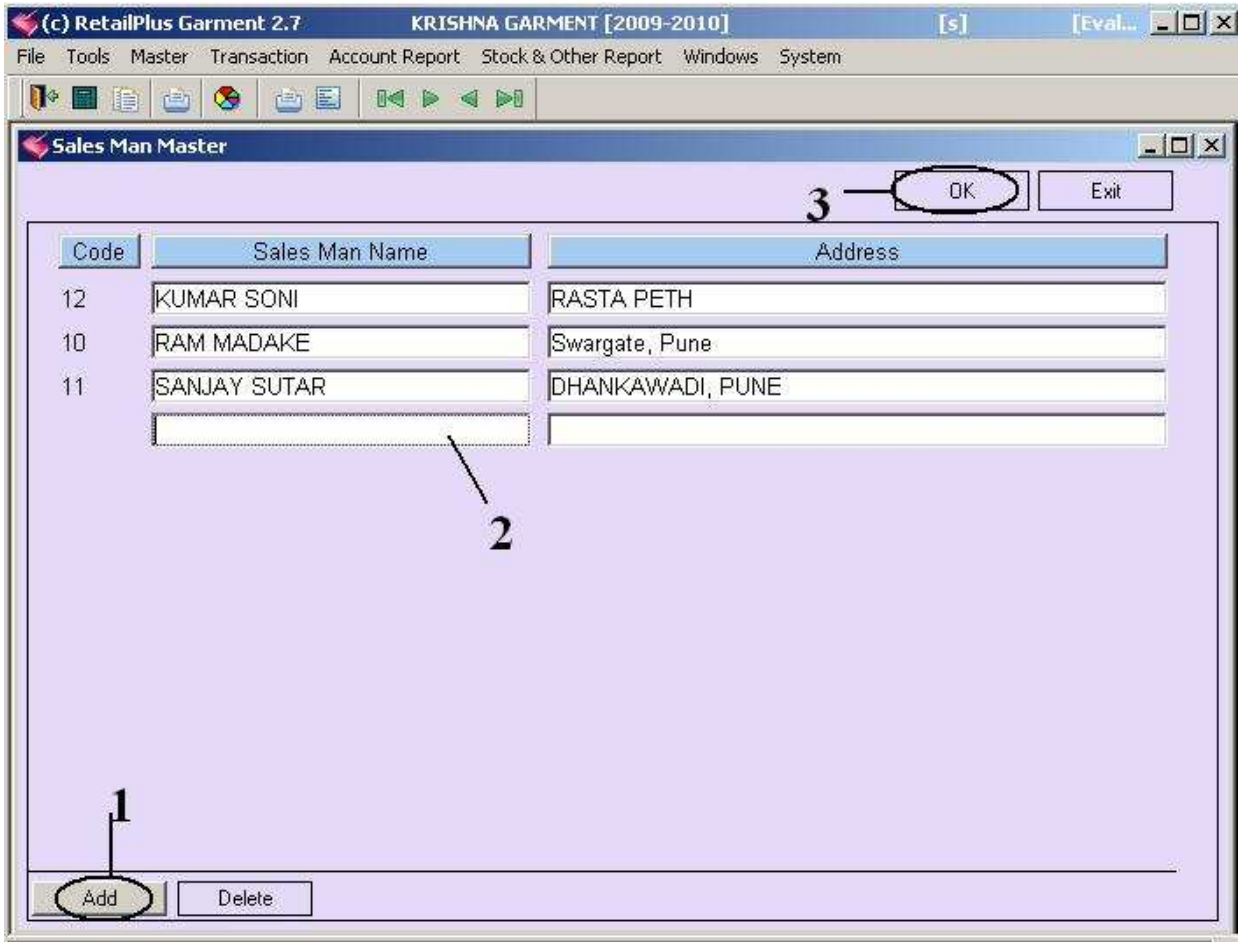 (c) RetailPlus Garment 2.7 KRISHNA GARMENT [2009-2010] [s] [Eval...
File Tools Master Transaction Account Report Stock & Other Report Windows System
Sales Man Master
3 OK Exit
Code Sales Man Name Address
12 KUMAR SONI RASTA PETH
10 RAM MADAKE Swargate, Pune
11 SANJAY SUTAR DHANKAWADI, PUNE
2
1
Add Delete